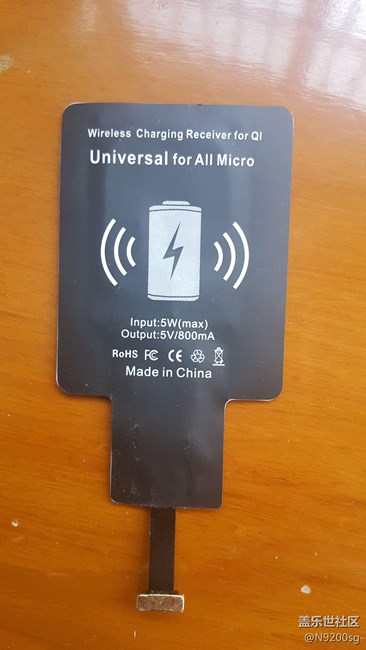 Wireless Charging Receiver for QI
Universal for All Micro
Input:5W(max)
Output:5V/800mA
RoHS FC CE
Made in China
盖乐世社区
@N9200sg